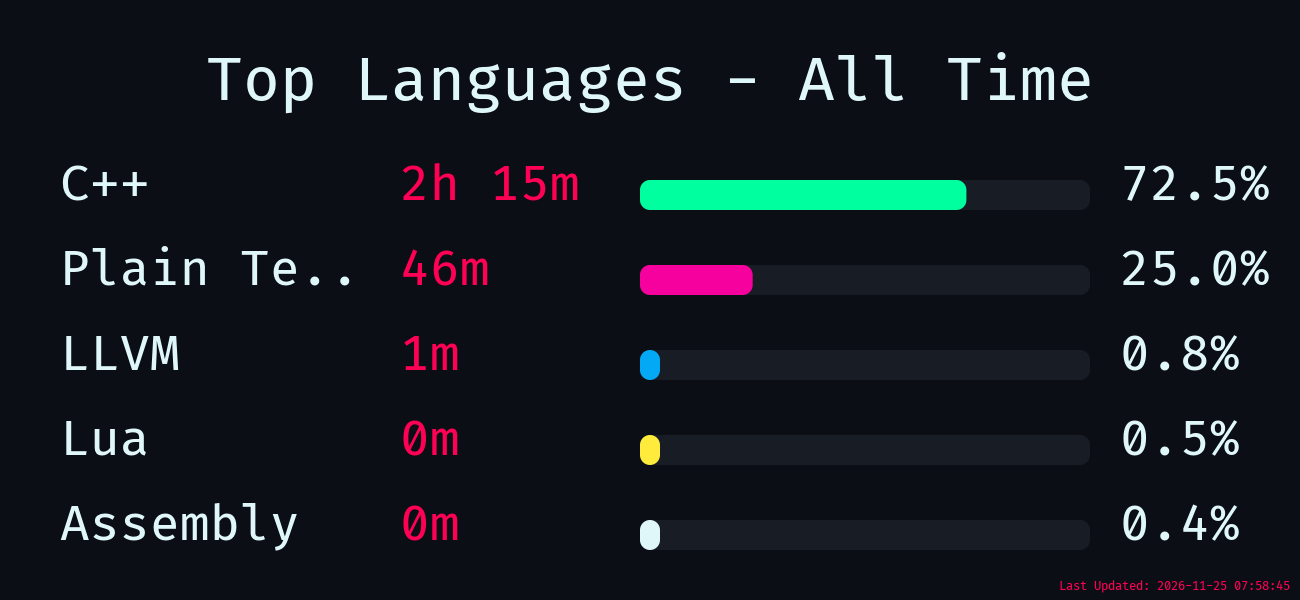 Top Languages - All Time
C++ 2h 15m 72.5%
Plain Te.. 46m 25.0%
LLVM 1m 0.8%
Lua 0m 0.5%
Assembly 0m 0.4%
Last Updated: 2026-11-25 07:58:45